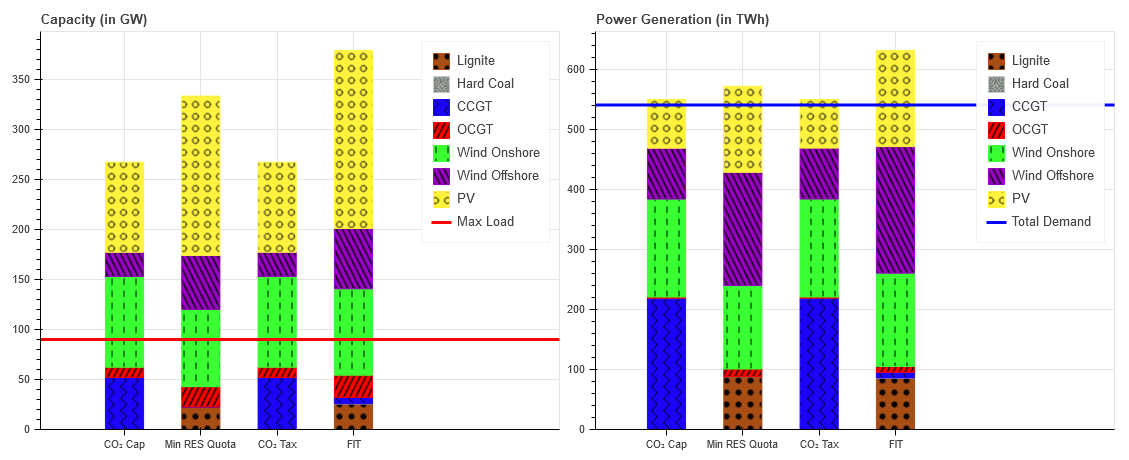 Capacity (in GW)
350
300
250
200
150
100
50
0
CO₂ Cap
Min RES Quota
CO₂ Tax
FIT
Lignite
Hard Coal
CCGT
OCGT
Wind Onshore
Wind Offshore
PV
Max Load
Power Generation (in TWh)
600
500
400
300
200
100
0
CO₂ Cap
Min RES Quota
CO₂ Tax
FIT
Lignite
Hard Coal
CCGT
OCGT
Wind Onshore
Wind Offshore
PV
Total Demand